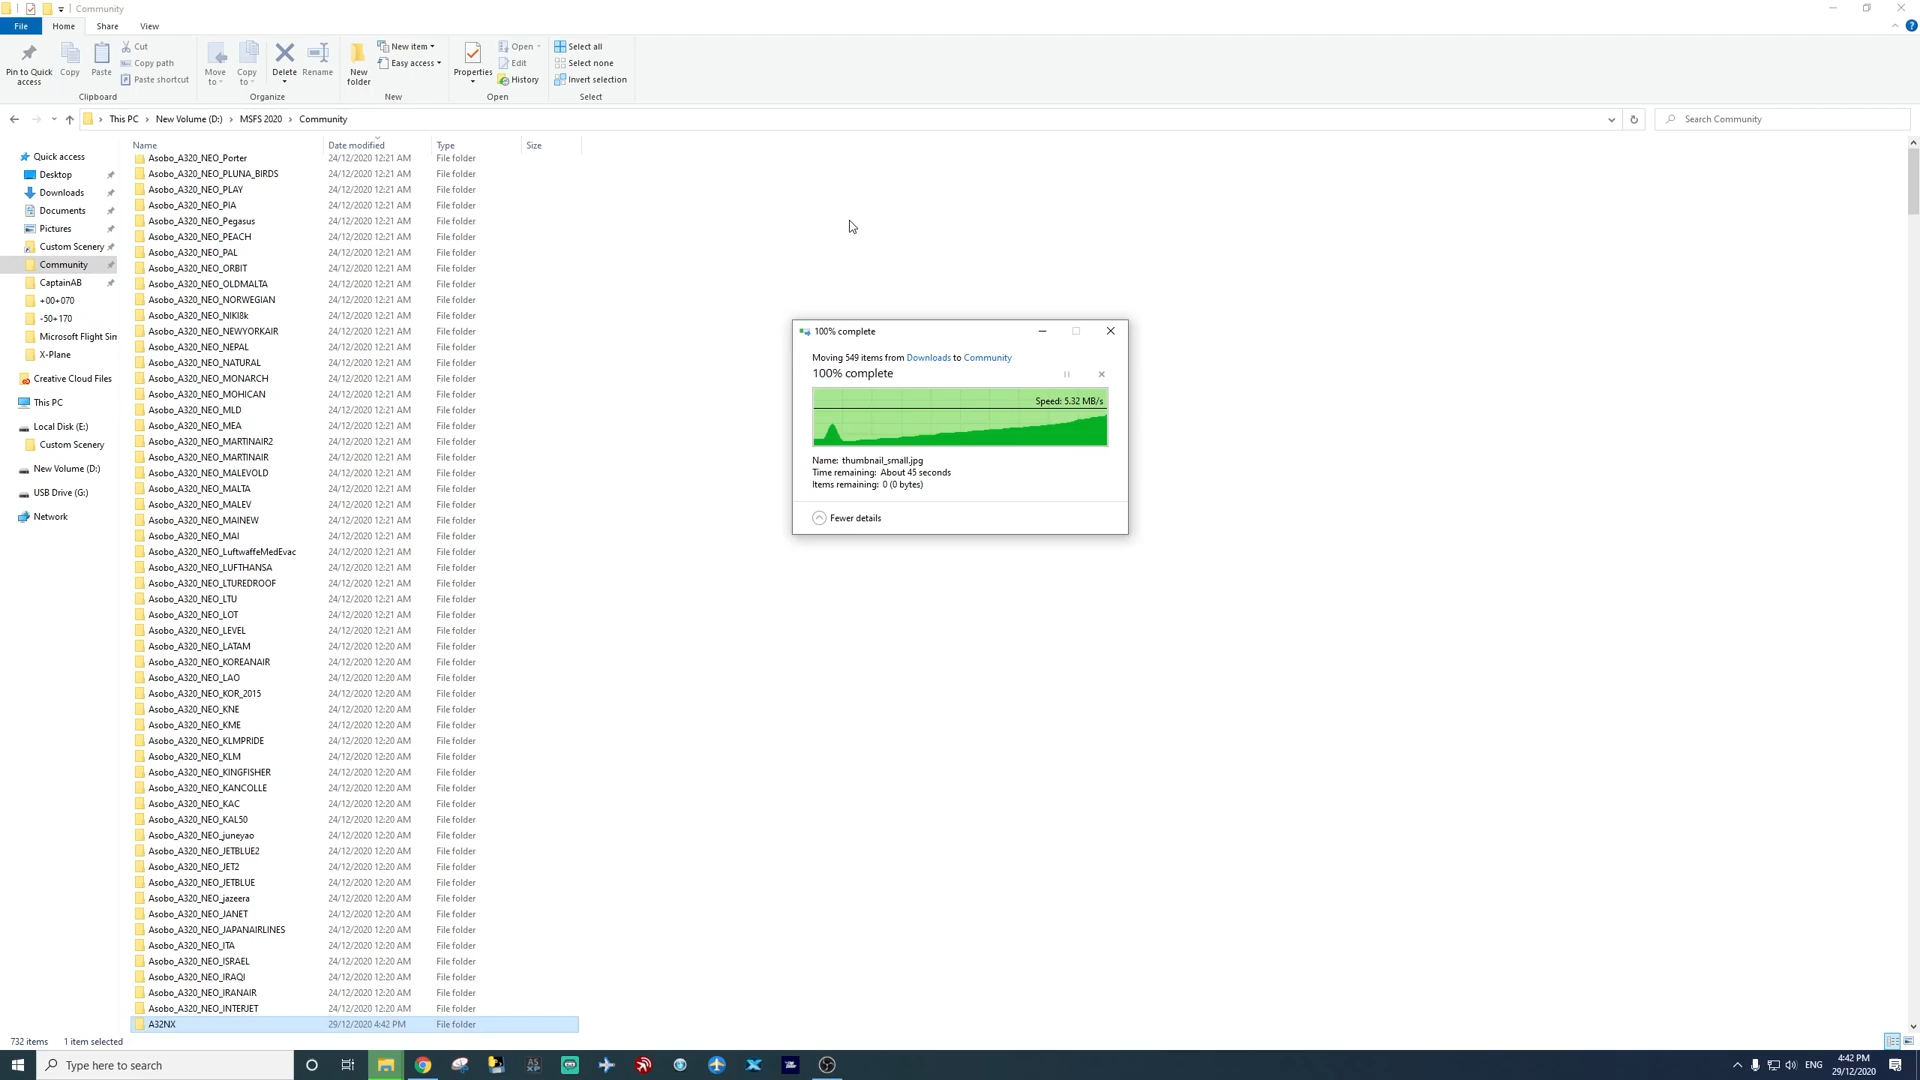 Community
File Home Share View
Pin to Quick access
Copy
Paste
Cut
Copy path
Paste shortcut
Move to
Copy to
Delete
Rename
New folder
New item
Easy access
Properties
Open
Edit
History
Select all
Select none
Invert selection
Clipboard Organize New Open Select
This PC > New Volume (D:) > MSFS 2020 > Community
Search Community
Quick access
Desktop
Downloads
Documents
Pictures
Custom Scenery
Community
CaptainAB
+00+070
-50+170
Microsoft Flight Sim
X-Plane
Creative Cloud Files
This PC
Local Disk (E:)
Custom Scenery
New Volume (D:)
USB Drive (G:)
Network
Name Date modified Type Size
Asobo_A320_NEO_Porter 24/12/2020 12:21 AM File folder
Asobo_A320_NEO_PLUNA_BIRDS 24/12/2020 12:21 AM File folder
Asobo_A320_NEO_PLAY 24/12/2020 12:21 AM File folder
Asobo_A320_NEO_PIA 24/12/2020 12:21 AM File folder
Asobo_A320_NEO_Pegasus 24/12/2020 12:21 AM File folder
Asobo_A320_NEO_PEACH 24/12/2020 12:21 AM File folder
Asobo_A320_NEO_PAL 24/12/2020 12:21 AM File folder
Asobo_A320_NEO_ORBIT 24/12/2020 12:21 AM File folder
Asobo_A320_NEO_OLDMALTA 24/12/2020 12:21 AM File folder
Asobo_A320_NEO_NORWEGIAN 24/12/2020 12:21 AM File folder
Asobo_A320_NEO_NIKI8k 24/12/2020 12:21 AM File folder
Asobo_A320_NEO_NEWYORKAIR 24/12/2020 12:21 AM File folder
Asobo_A320_NEO_NEPAL 24/12/2020 12:21 AM File folder
Asobo_A320_NEO_NATURAL 24/12/2020 12:21 AM File folder
Asobo_A320_NEO_MONARCH 24/12/2020 12:21 AM File folder
Asobo_A320_NEO_MOHICAN 24/12/2020 12:21 AM File folder
Asobo_A320_NEO_MLD 24/12/2020 12:21 AM File folder
Asobo_A320_NEO_MEA 24/12/2020 12:21 AM File folder
Asobo_A320_NEO_MARTINAIR2 24/12/2020 12:21 AM File folder
Asobo_A320_NEO_MARTINAIR 24/12/2020 12:21 AM File folder
Asobo_A320_NEO_MALEVOLD 24/12/2020 12:21 AM File folder
Asobo_A320_NEO_MALTA 24/12/2020 12:21 AM File folder
Asobo_A320_NEO_MALEV 24/12/2020 12:21 AM File folder
Asobo_A320_NEO_MAINEW 24/12/2020 12:21 AM File folder
Asobo_A320_NEO_MAI 24/12/2020 12:21 AM File folder
Asobo_A320_NEO_LuftwaffeMedEvac 24/12/2020 12:21 AM File folder
Asobo_A320_NEO_LUFTHANSA 24/12/2020 12:21 AM File folder
Asobo_A320_NEO_LTUREDROOF 24/12/2020 12:21 AM File folder
Asobo_A320_NEO_LTU 24/12/2020 12:21 AM File folder
Asobo_A320_NEO_LOT 24/12/2020 12:21 AM File folder
Asobo_A320_NEO_LEVEL 24/12/2020 12:21 AM File folder
Asobo_A320_NEO_LATAM 24/12/2020 12:20 AM File folder
Asobo_A320_NEO_KOREANAIR 24/12/2020 12:20 AM File folder
Asobo_A320_NEO_LAO 24/12/2020 12:20 AM File folder
Asobo_A320_NEO_KOR_2015 24/12/2020 12:20 AM File folder
Asobo_A320_NEO_KNE 24/12/2020 12:20 AM File folder
Asobo_A320_NEO_KME 24/12/2020 12:20 AM File folder
Asobo_A320_NEO_KLMPRIDE 24/12/2020 12:20 AM File folder
Asobo_A320_NEO_KLM 24/12/2020 12:20 AM File folder
Asobo_A320_NEO_KINGFISHER 24/12/2020 12:20 AM File folder
Asobo_A320_NEO_KANCOLLE 24/12/2020 12:20 AM File folder
Asobo_A320_NEO_KAC 24/12/2020 12:20 AM File folder
Asobo_A320_NEO_KAL50 24/12/2020 12:20 AM File folder
Asobo_A320_NEO_juneyao 24/12/2020 12:20 AM File folder
Asobo_A320_NEO_JETBLUE2 24/12/2020 12:20 AM File folder
Asobo_A320_NEO_JET2 24/12/2020 12:20 AM File folder
Asobo_A320_NEO_JETBLUE 24/12/2020 12:20 AM File folder
Asobo_A320_NEO_jazeera 24/12/2020 12:20 AM File folder
Asobo_A320_NEO_JANET 24/12/2020 12:20 AM File folder
Asobo_A320_NEO_JAPANAIRLINES 24/12/2020 12:20 AM File folder
Asobo_A320_NEO_ITA 24/12/2020 12:20 AM File folder
Asobo_A320_NEO_ISRAEL 24/12/2020 12:20 AM File folder
Asobo_A320_NEO_IRAQI 24/12/2020 12:20 AM File folder
Asobo_A320_NEO_IRANAIR 24/12/2020 12:20 AM File folder
Asobo_A320_NEO_INTERJET 24/12/2020 12:20 AM File folder
A32NX 29/12/2020 4:42 PM File folder
100% complete
Moving 549 items from Downloads to Community
100% complete
Speed: 5.32 MB/s
Name: thumbnail_small.jpg
Time remaining: About 45 seconds
Items remaining: 0 (0 bytes)
Fewer details
732 items 1 item selected
Type here to search
AS
XP
ENG
4:42 PM
29/12/2020